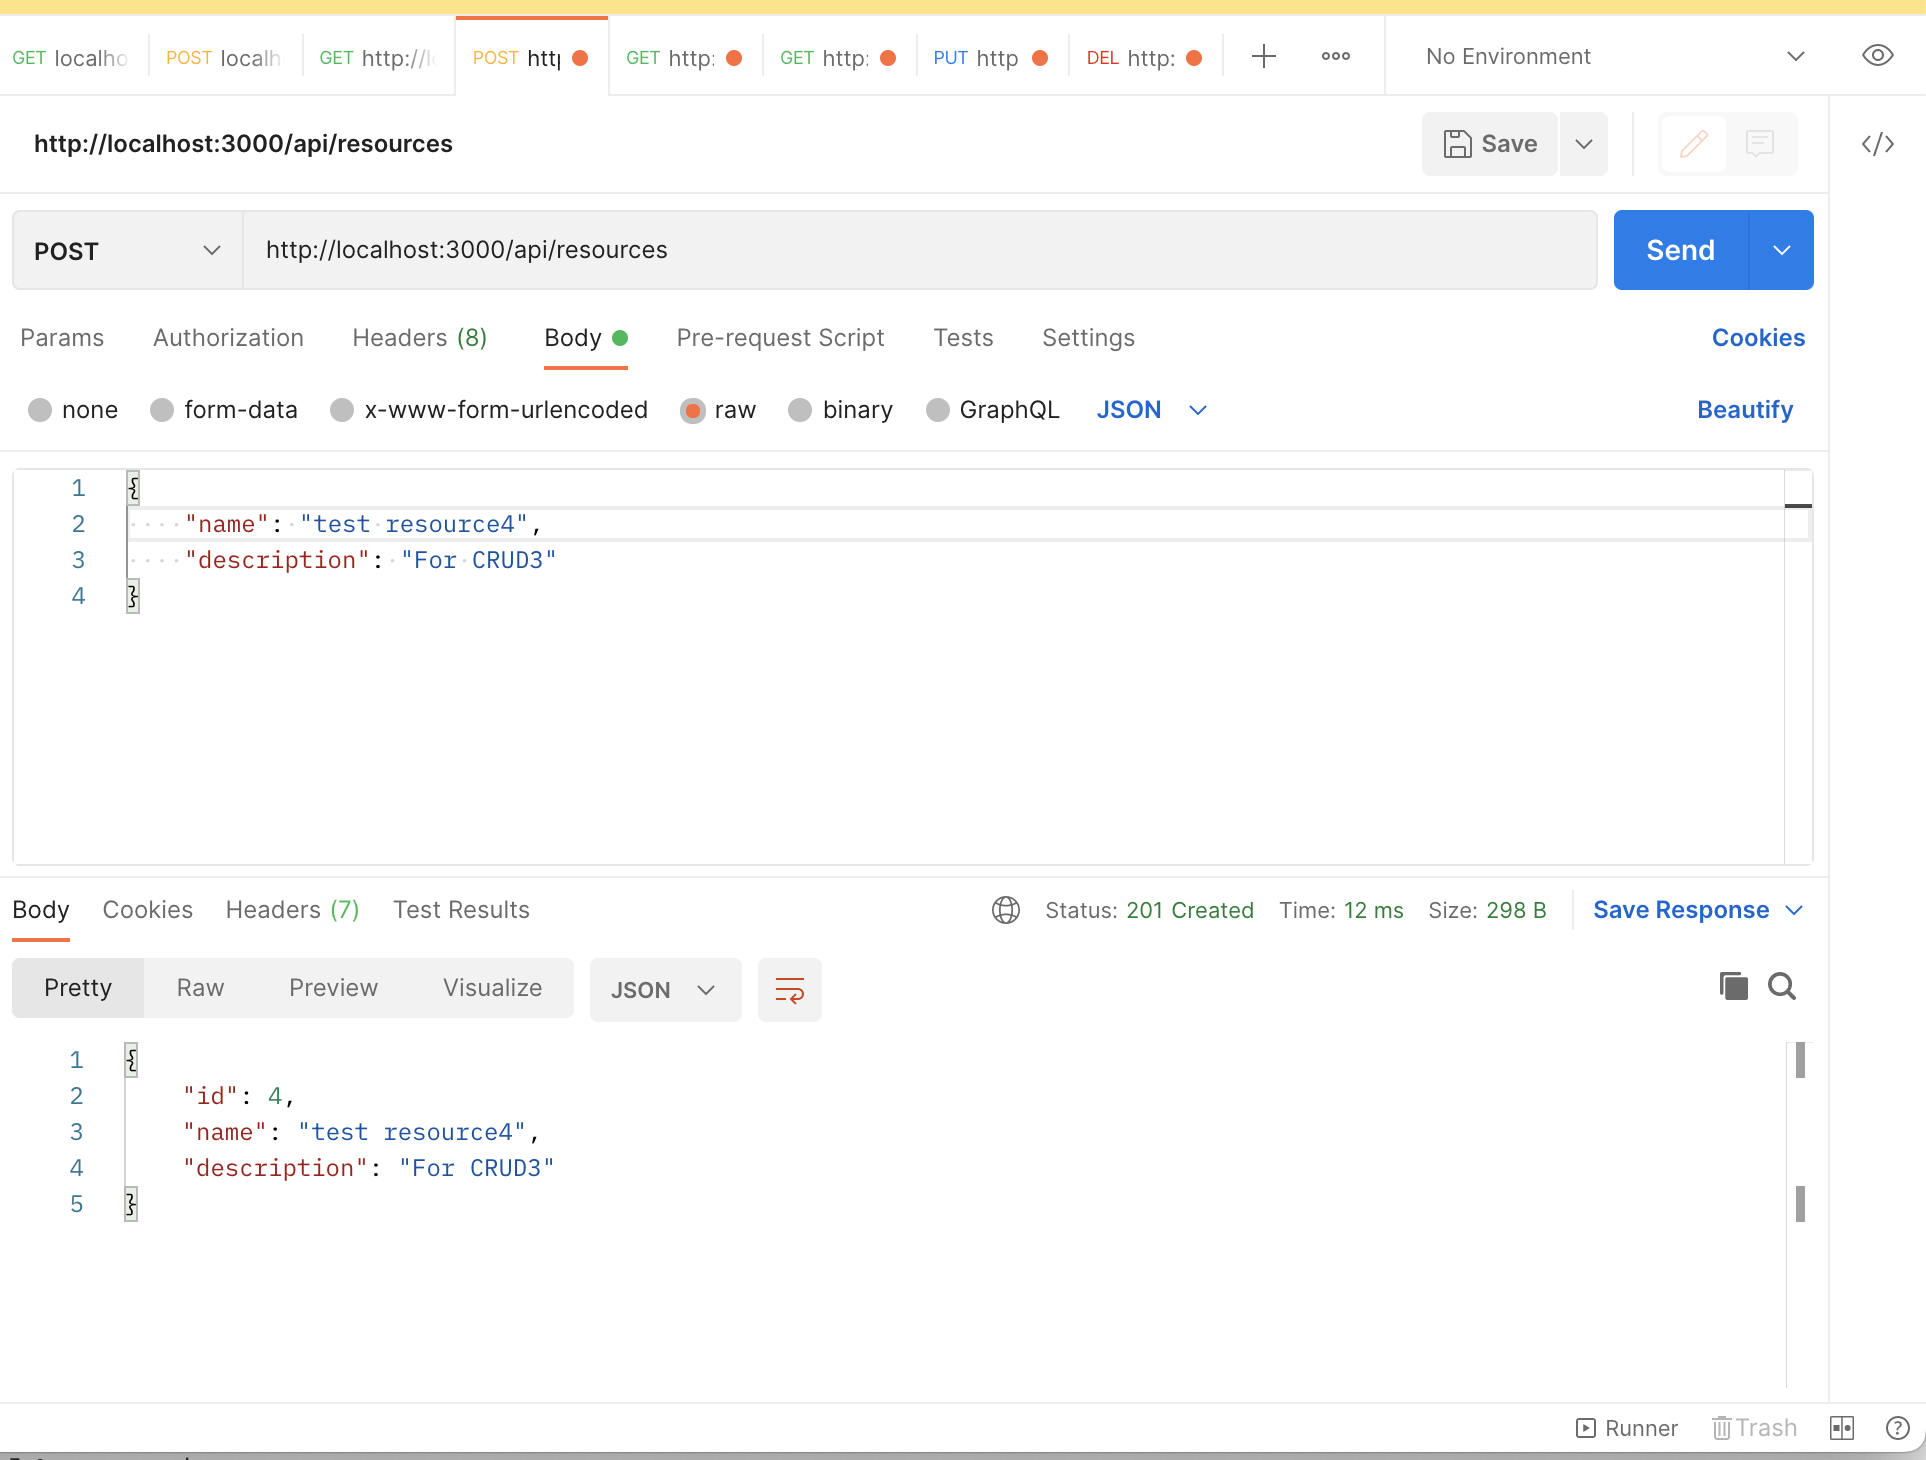 GET localho POST localh GET http://l POST http GET http: GET http: PUT http DEL http: No Environment
http://localhost:3000/api/resources Save </>
POST http://localhost:3000/api/resources Send
Params Authorization Headers (8) Body Pre-request Script Tests Settings Cookies
none form-data x-www-form-urlencoded raw binary GraphQL JSON Beautify
1 {
2 "name": "test resource4",
3 "description": "For CRUD3"
4 }
Body Cookies Headers (7) Test Results Status: 201 Created Time: 12 ms Size: 298 B Save Response
Pretty Raw Preview Visualize JSON
1 {
2 "id": 4,
3 "name": "test resource4",
4 "description": "For CRUD3"
5 }
Runner Trash